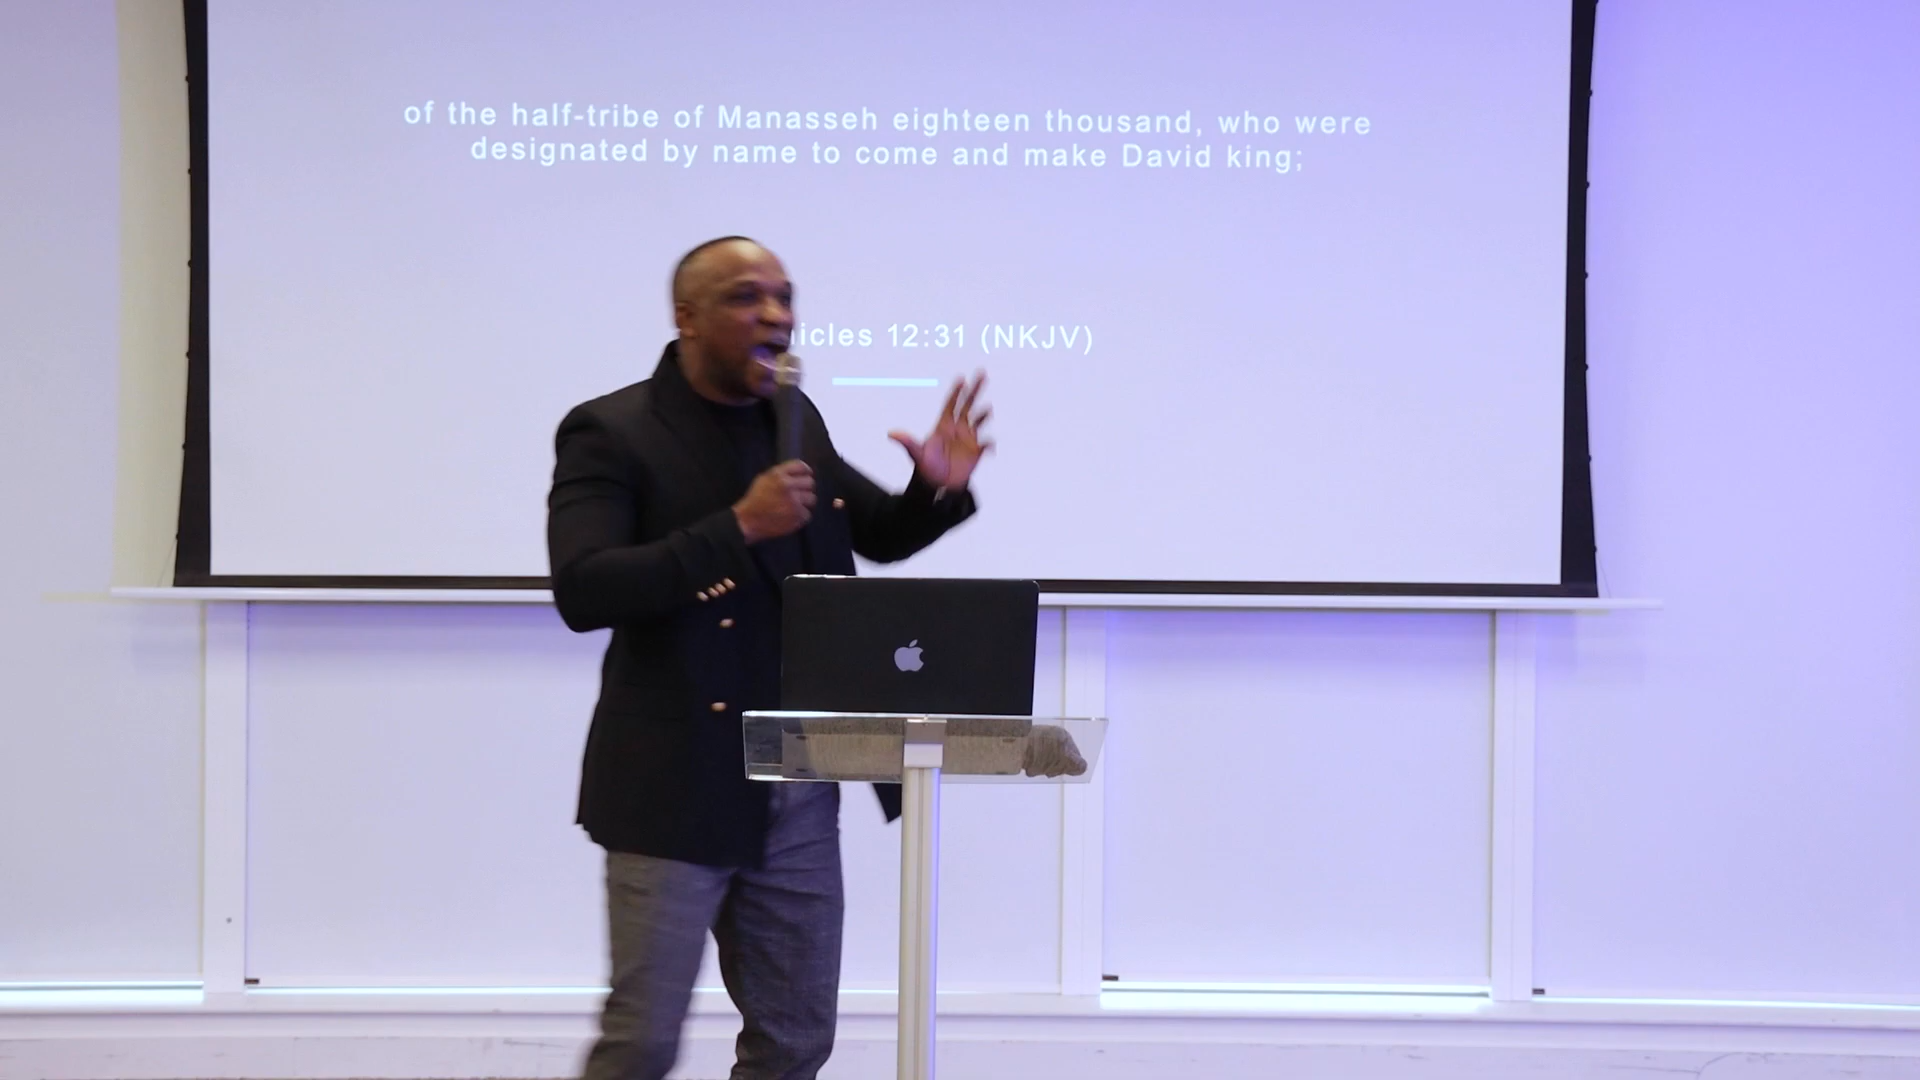 of the half-tribe of Manasseh eighteen thousand, who were
designated by name to come and make David king;
12:31 (NKJV)